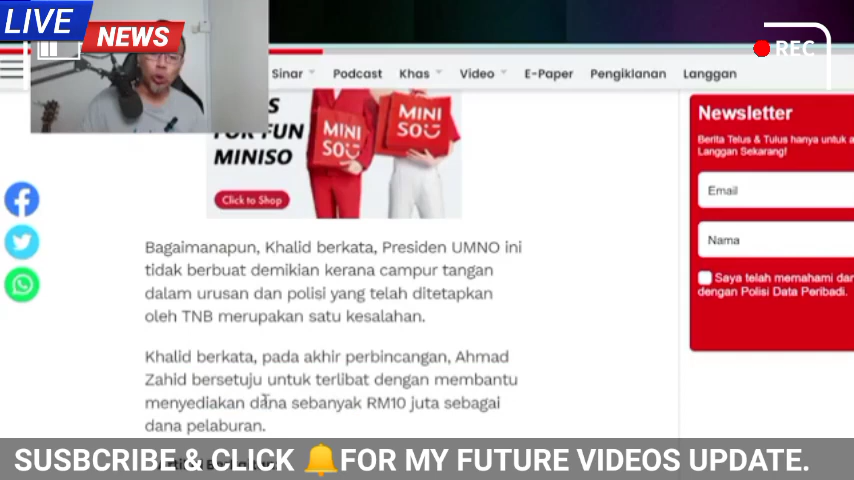 LIVE
NEWS
REC
Sinar Podcast Khas Video E-Paper Pengiklanan Langgan
FOR FUN
MINISO
MINI
SO
MINI
SO
Click to Shop
Newsletter
Berita Telus & Tulus hanya untuk a
Langgan Sekarang!
Email
Nama
Saya telah memahami dan
dengan Polisi Data Peribadi.
Bagaimanapun, Khalid berkata, Presiden UMNO ini
tidak berbuat demikian kerana campur tangan
dalam urusan dan polisi yang telah ditetapkan
oleh TNB merupakan satu kesalahan.
Khalid berkata, pada akhir perbincangan, Ahmad
Zahid bersetuju untuk terlibat dengan membantu
menyediakan dana sebanyak RM10 juta sebagai
dana pelaburan.
SUSBCRIBE & CLICK 🔔FOR MY FUTURE VIDEOS UPDATE.